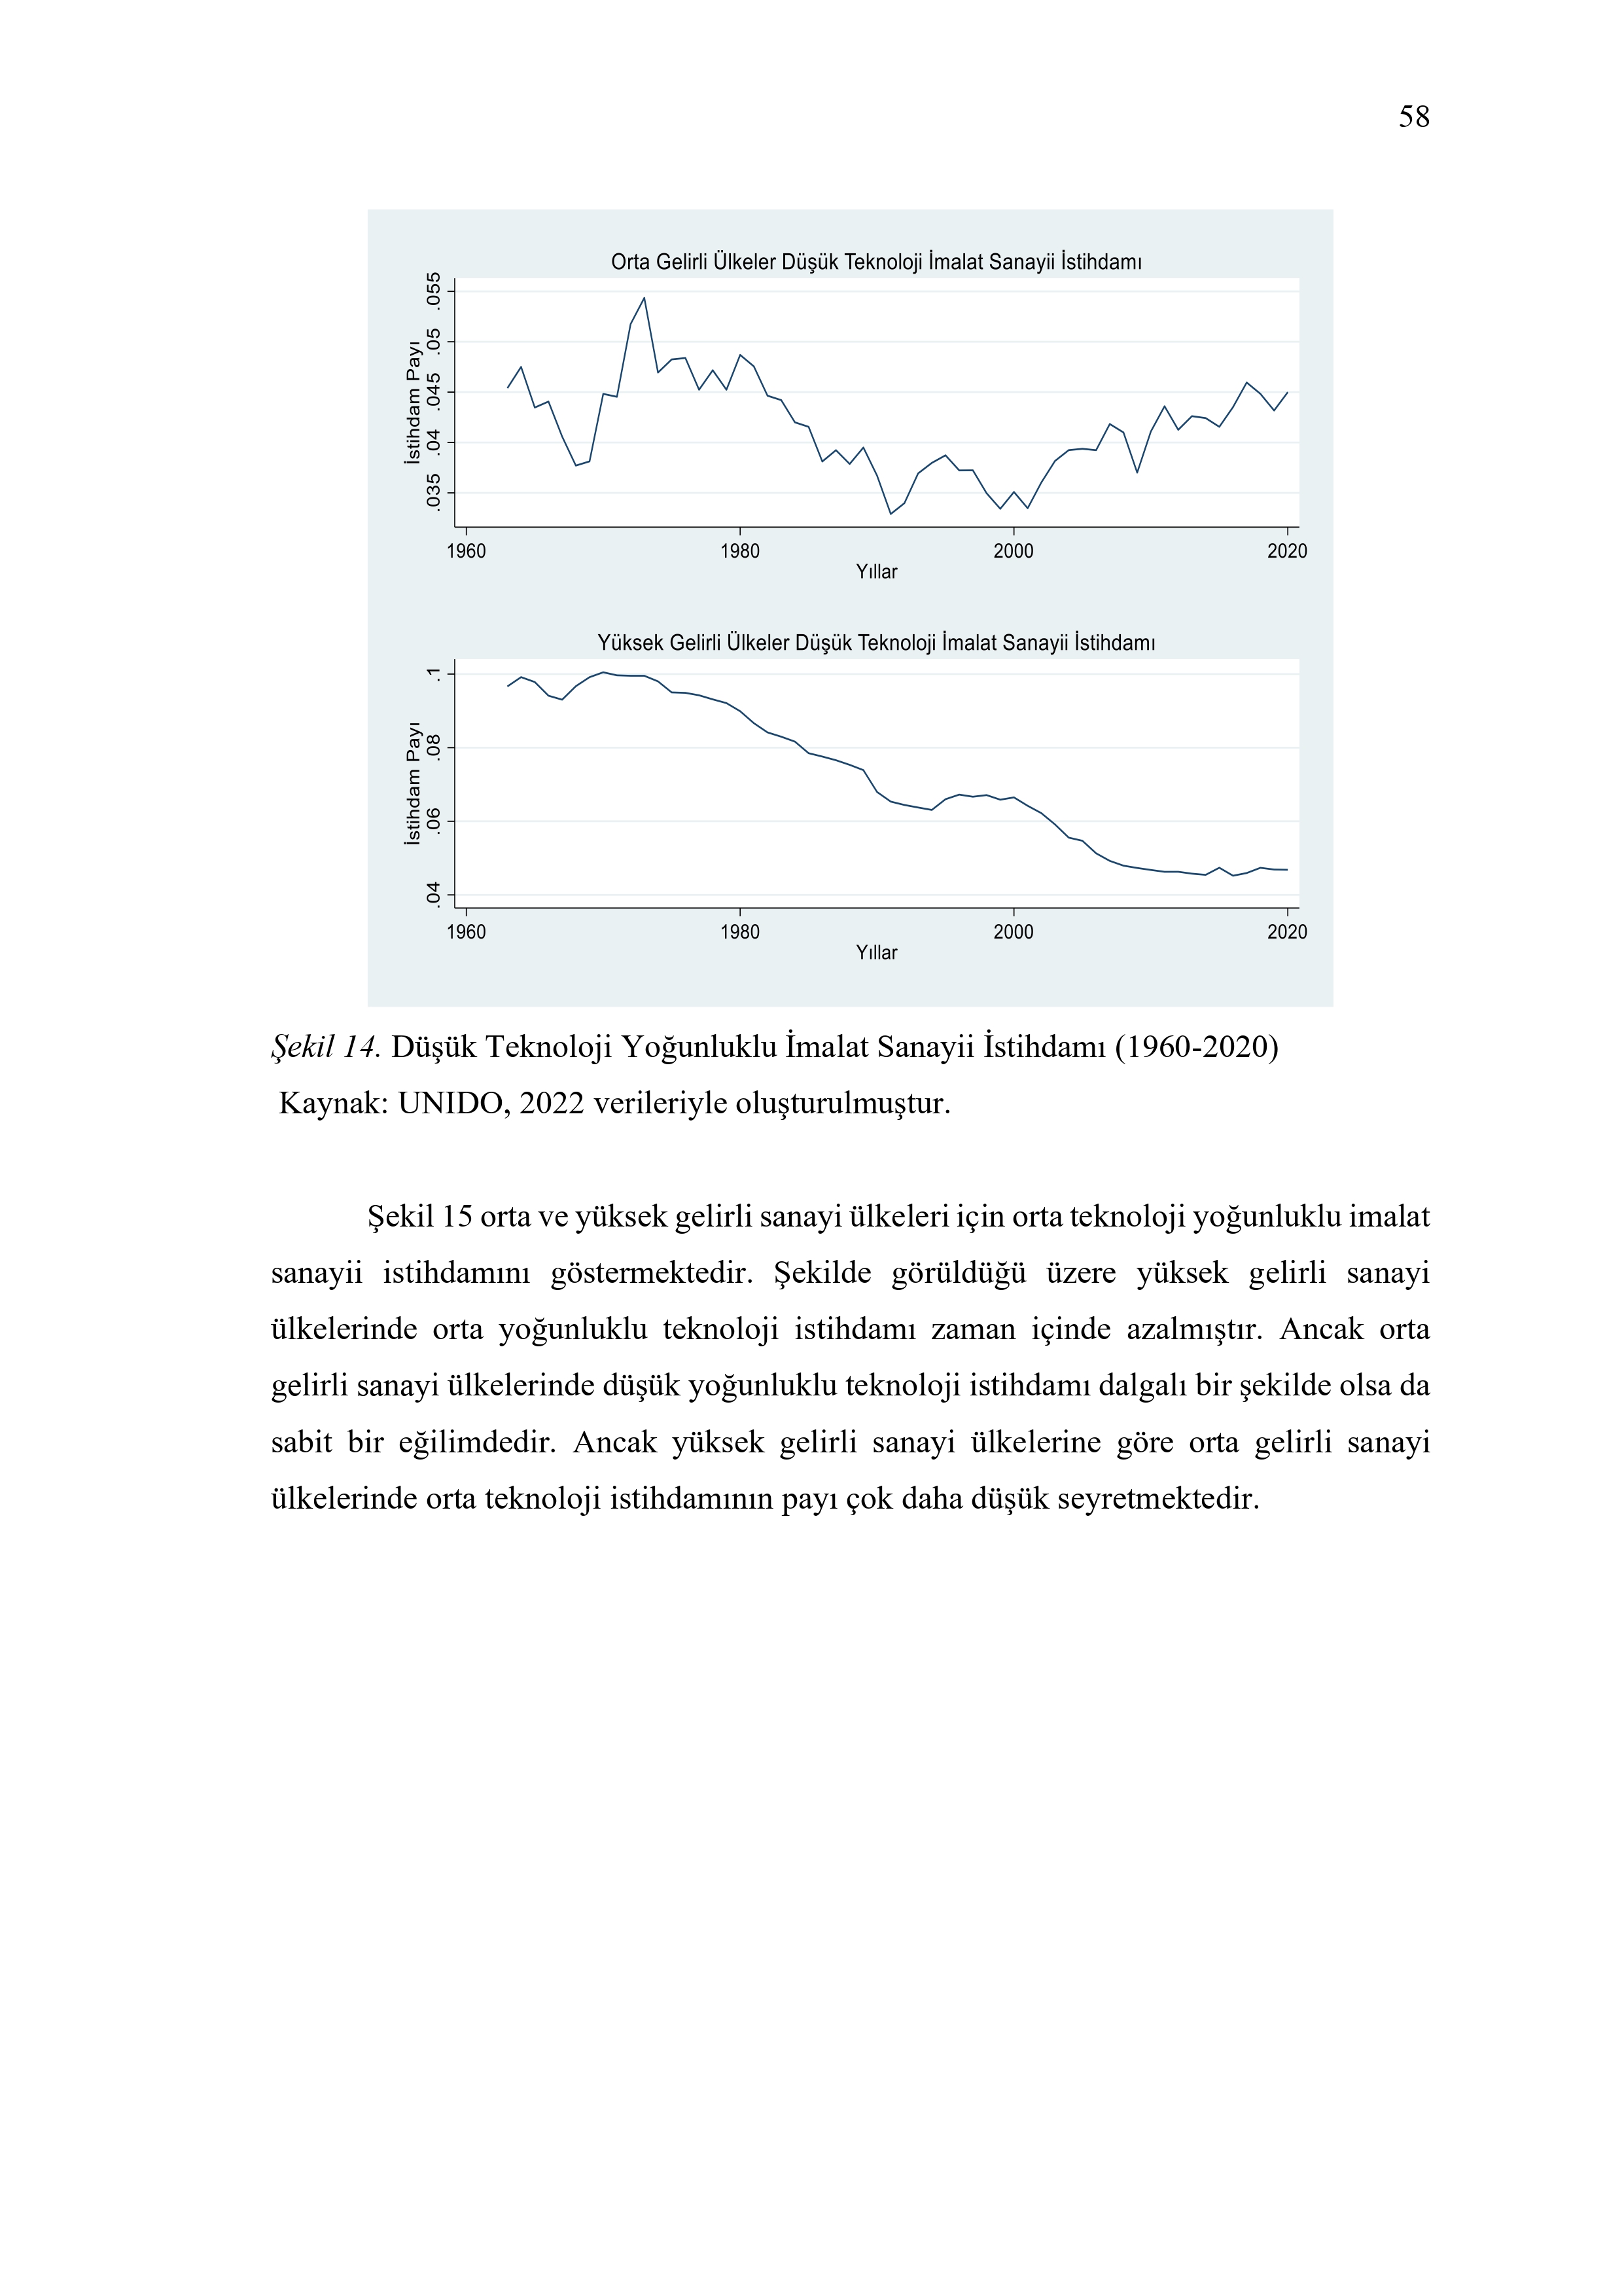 58
Orta Gelirli Ülkeler Düşük Teknoloji İmalat Sanayii İstihdamı
İstihdam Payı
.055
.05
.045
.04
.035
1960 1980 2000 2020
Yıllar
Yüksek Gelirli Ülkeler Düşük Teknoloji İmalat Sanayii İstihdamı
İstihdam Payı
.1
.08
.06
.04
1960 1980 2000 2020
Yıllar
Şekil 14. Düşük Teknoloji Yoğunluklu İmalat Sanayii İstihdamı (1960-2020)
Kaynak: UNIDO, 2022 verileriyle oluşturulmuştur.
Şekil 15 orta ve yüksek gelirli sanayi ülkeleri için orta teknoloji yoğunluklu imalat
sanayii istihdamını göstermektedir. Şekilde görüldüğü üzere yüksek gelirli sanayi
ülkelerinde orta yoğunluklu teknoloji istihdamı zaman içinde azalmıştır. Ancak orta
gelirli sanayi ülkelerinde düşük yoğunluklu teknoloji istihdamı dalgalı bir şekilde olsa da
sabit bir eğilimdedir. Ancak yüksek gelirli sanayi ülkelerine göre orta gelirli sanayi
ülkelerinde orta teknoloji istihdamının payı çok daha düşük seyretmektedir.